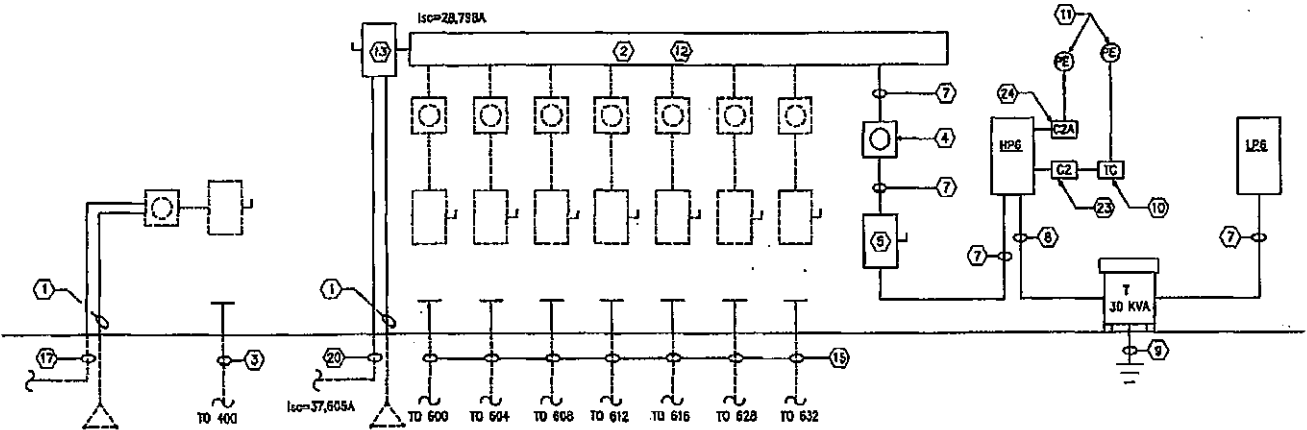 Isc=28,798A
11
13
2
12
PE
PE
24
7
C2A
4
HPG
LPG
C2
TC
7
23
10
5
8
7
7
1
1
T
30 KVA
17
3
20
15
9
Isc=37,605A
TO 400
TO 600
TO 604
TO 608
TO 612
TO 616
TO 628
TO 632